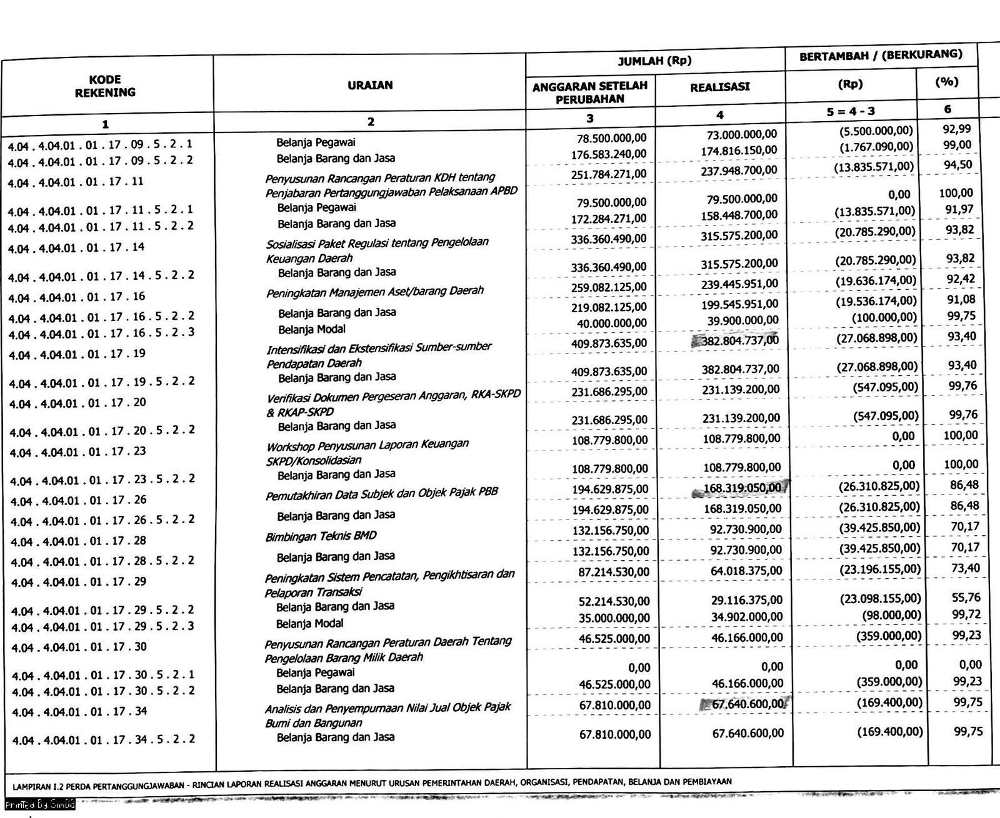 KODE REKENING | URAIAN | JUMLAH (Rp) | BERTAMBAH / (BERKURANG)
ANGGARAN SETELAH PERUBAHAN | REALISASI | (Rp) | (%)
1 | 2 | 3 | 4 | 5 = 4 - 3 | 6
4.04 . 4.04.01 . 01 . 17 . 09 . 5 . 2 . 1 Belanja Pegawai 78.500.000,00 73.000.000,00 (5.500.000,00) 92,99
4.04 . 4.04.01 . 01 . 17 . 09 . 5 . 2 . 2 Belanja Barang dan Jasa 176.583.240,00 174.816.150,00 (1.767.090,00) 99,00
4.04 . 4.04.01 . 01 . 17 . 11 Penyusunan Rancangan Peraturan KDH tentang 251.784.271,00 237.948.700,00 (13.835.571,00) 94,50
Penjabaran Pertanggungjawaban Pelaksanaan APBD
4.04 . 4.04.01 . 01 . 17 . 11 . 5 . 2 . 1 Belanja Pegawai 79.500.000,00 79.500.000,00 0,00 100,00
4.04 . 4.04.01 . 01 . 17 . 11 . 5 . 2 . 2 Belanja Barang dan Jasa 172.284.271,00 158.448.700,00 (13.835.571,00) 91,97
4.04 . 4.04.01 . 01 . 17 . 14 Sosialisasi Paket Regulasi tentang Pengelolaan 336.360.490,00 315.575.200,00 (20.785.290,00) 93,82
Keuangan Daerah
4.04 . 4.04.01 . 01 . 17 . 14 . 5 . 2 . 2 Belanja Barang dan Jasa 336.360.490,00 315.575.200,00 (20.785.290,00) 93,82
4.04 . 4.04.01 . 01 . 17 . 16 Peningkatan Manajemen Aset/barang Daerah 259.082.125,00 239.445.951,00 (19.636.174,00) 92,42
4.04 . 4.04.01 . 01 . 17 . 16 . 5 . 2 . 2 Belanja Barang dan Jasa 219.082.125,00 199.545.951,00 (19.536.174,00) 91,08
4.04 . 4.04.01 . 01 . 17 . 16 . 5 . 2 . 3 Belanja Modal 40.000.000,00 39.900.000,00 (100.000,00) 99,75
4.04 . 4.04.01 . 01 . 17 . 19 Intensifikasi dan Ekstensifikasi Sumber-sumber 409.873.635,00 382.804.737,00 (27.068.898,00) 93,40
Pendapatan Daerah
4.04 . 4.04.01 . 01 . 17 . 19 . 5 . 2 . 2 Belanja Barang dan Jasa 409.873.635,00 382.804.737,00 (27.068.898,00) 93,40
4.04 . 4.04.01 . 01 . 17 . 20 Verifikasi Dokumen Pergeseran Anggaran, RKA-SKPD 231.686.295,00 231.139.200,00 (547.095,00) 99,76
& RKAP-SKPD
4.04 . 4.04.01 . 01 . 17 . 20 . 5 . 2 . 2 Belanja Barang dan Jasa 231.686.295,00 231.139.200,00 (547.095,00) 99,76
4.04 . 4.04.01 . 01 . 17 . 23 Workshop Penyusunan Laporan Keuangan 108.779.800,00 108.779.800,00 0,00 100,00
SKPD/Konsolidasian
4.04 . 4.04.01 . 01 . 17 . 23 . 5 . 2 . 2 Belanja Barang dan Jasa 108.779.800,00 108.779.800,00 0,00 100,00
4.04 . 4.04.01 . 01 . 17 . 26 Pemutakhiran Data Subjek dan Objek Pajak PBB 194.629.875,00 168.319.050,00 (26.310.825,00) 86,48
4.04 . 4.04.01 . 01 . 17 . 26 . 5 . 2 . 2 Belanja Barang dan Jasa 194.629.875,00 168.319.050,00 (26.310.825,00) 86,48
4.04 . 4.04.01 . 01 . 17 . 28 Bimbingan Teknis BMD 132.156.750,00 92.730.900,00 (39.425.850,00) 70,17
4.04 . 4.04.01 . 01 . 17 . 28 . 5 . 2 . 2 Belanja Barang dan Jasa 132.156.750,00 92.730.900,00 (39.425.850,00) 70,17
4.04 . 4.04.01 . 01 . 17 . 29 Peningkatan Sistem Pencatatan, Pengikhtisaran dan 87.214.530,00 64.018.375,00 (23.196.155,00) 73,40
Pelaporan Transaksi
4.04 . 4.04.01 . 01 . 17 . 29 . 5 . 2 . 2 Belanja Barang dan Jasa 52.214.530,00 29.116.375,00 (23.098.155,00) 55,76
4.04 . 4.04.01 . 01 . 17 . 29 . 5 . 2 . 3 Belanja Modal 35.000.000,00 34.902.000,00 (98.000,00) 99,72
4.04 . 4.04.01 . 01 . 17 . 30 Penyusunan Rancangan Peraturan Daerah Tentang 46.525.000,00 46.166.000,00 (359.000,00) 99,23
Pengelolaan Barang Milik Daerah
4.04 . 4.04.01 . 01 . 17 . 30 . 5 . 2 . 1 Belanja Pegawai 0,00 0,00 0,00 0,00
4.04 . 4.04.01 . 01 . 17 . 30 . 5 . 2 . 2 Belanja Barang dan Jasa 46.525.000,00 46.166.000,00 (359.000,00) 99,23
4.04 . 4.04.01 . 01 . 17 . 34 Analisis dan Penyempurnaan Nilai Jual Objek Pajak 67.810.000,00 67.640.600,00 (169.400,00) 99,75
Bumi dan Bangunan
4.04 . 4.04.01 . 01 . 17 . 34 . 5 . 2 . 2 Belanja Barang dan Jasa 67.810.000,00 67.640.600,00 (169.400,00) 99,75
LAMPIRAN I.2 PERDA PERTANGGUNGJAWABAN - RINCIAN LAPORAN REALISASI ANGGARAN MENURUT URUSAN PEMERINTAHAN DAERAH, ORGANISASI, PENDAPATAN, BELANJA DAN PEMBIAYAAN
Printed By SimDa